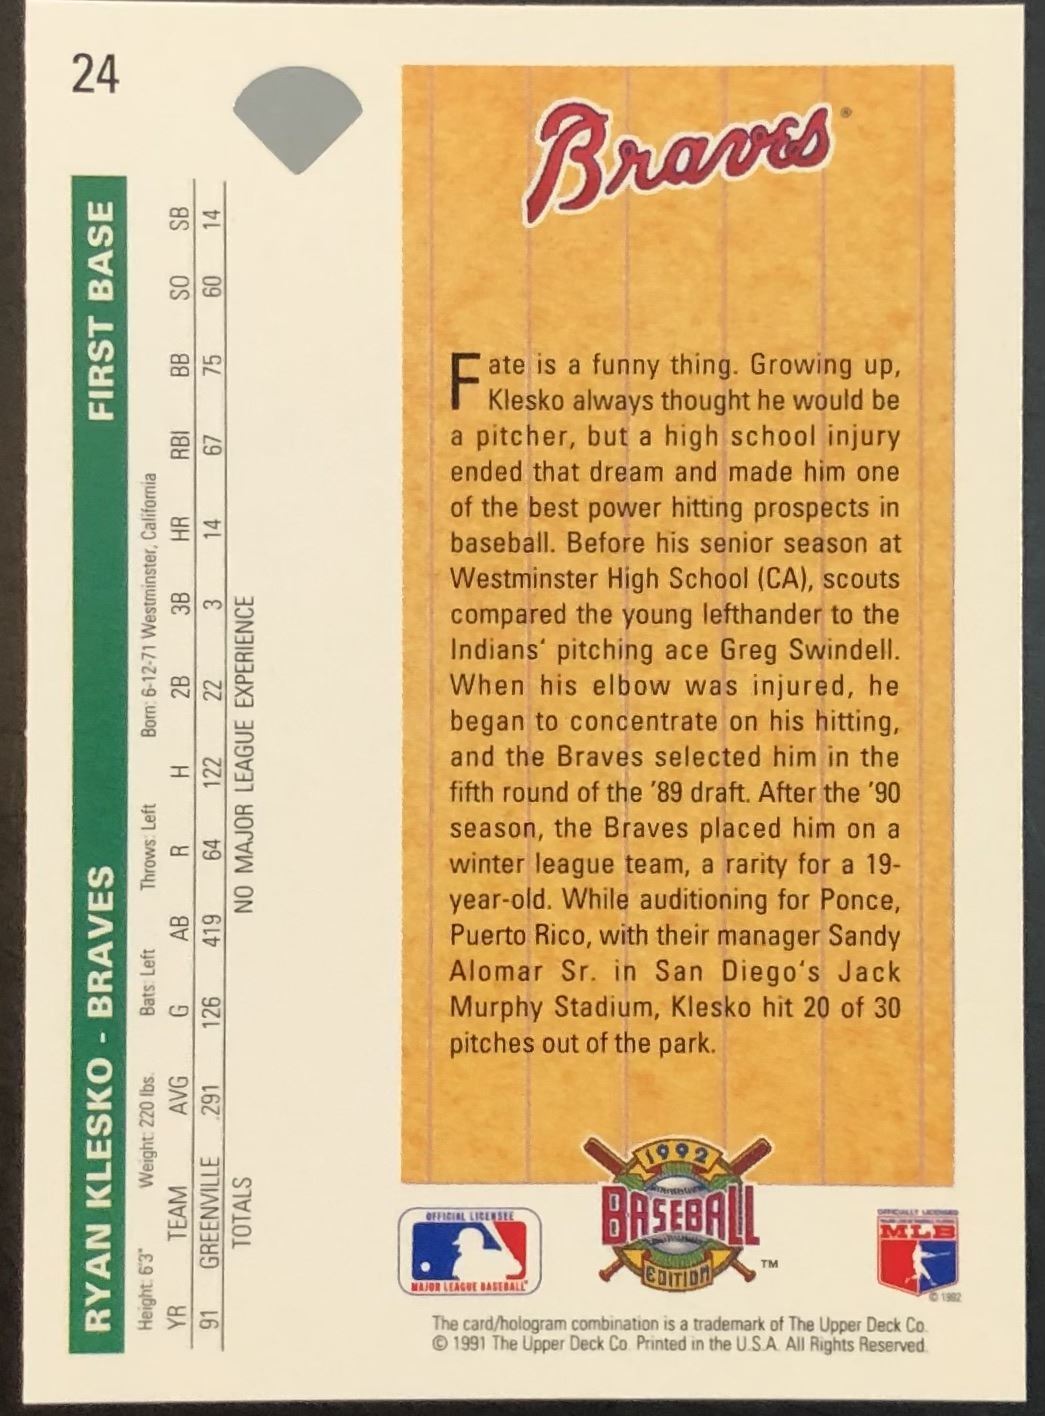 24
RYAN KLESKO - BRAVES FIRST BASE
Height: 6'3" Weight: 220 lbs. Bats: Left Throws: Left Born: 6-12-71 Westminster, California
YR TEAM AVG G AB R H 2B 3B HR RBI BB SO SB
91 GREENVILLE .291 126 419 64 122 22 3 14 67 75 60 14
TOTALS NO MAJOR LEAGUE EXPERIENCE
Braves®
Fate is a funny thing. Growing up,
Klesko always thought he would be
a pitcher, but a high school injury
ended that dream and made him one
of the best power hitting prospects in
baseball. Before his senior season at
Westminster High School (CA), scouts
compared the young lefthander to the
Indians' pitching ace Greg Swindell.
When his elbow was injured, he
began to concentrate on his hitting,
and the Braves selected him in the
fifth round of the '89 draft. After the '90
season, the Braves placed him on a
winter league team, a rarity for a 19-
year-old. While auditioning for Ponce,
Puerto Rico, with their manager Sandy
Alomar Sr. in San Diego's Jack
Murphy Stadium, Klesko hit 20 of 30
pitches out of the park.
OFFICIAL LICENSEE
MAJOR LEAGUE BASEBALL
1992
BASEBALL
EDITION
™
OFFICIALLY LICENSED
MLB
© 1992
The card/hologram combination is a trademark of The Upper Deck Co.
© 1991 The Upper Deck Co. Printed in the U.S.A. All Rights Reserved.